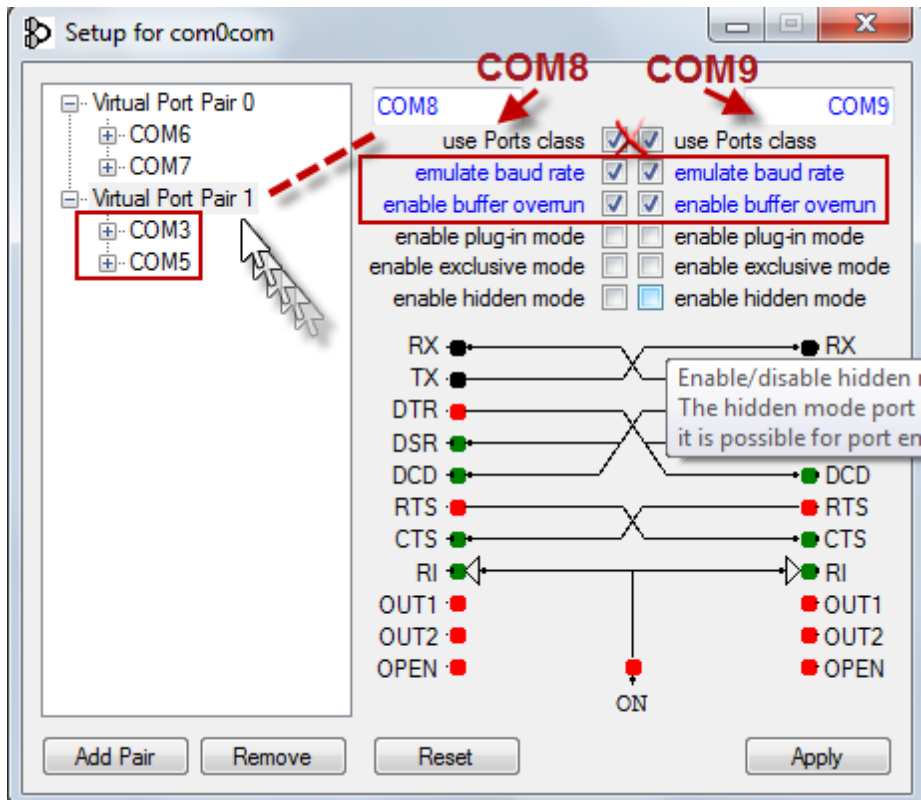 Setup for com0com
COM8 COM9
Virtual Port Pair 0
COM6
COM7
Virtual Port Pair 1
COM3
COM5
COM8 COM9
use Ports class use Ports class
emulate baud rate emulate baud rate
enable buffer overrun enable buffer overrun
enable plug-in mode enable plug-in mode
enable exclusive mode enable exclusive mode
enable hidden mode enable hidden mode
RX RX
TX
DTR
DSR
DCD DCD
RTS RTS
CTS CTS
RI RI
OUT1 OUT1
OUT2 OUT2
OPEN OPEN
ON
Enable/disable hidden
The hidden mode port
it is possible for port
Add Pair Remove Reset Apply